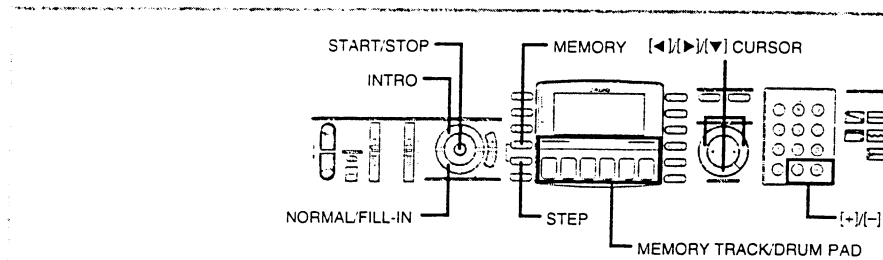 START/STOP
MEMORY
[◀]/[▶]/[▼] CURSOR
INTRO
NORMAL/FILL-IN
STEP
[+]/[−]
MEMORY TRACK/DRUM PAD